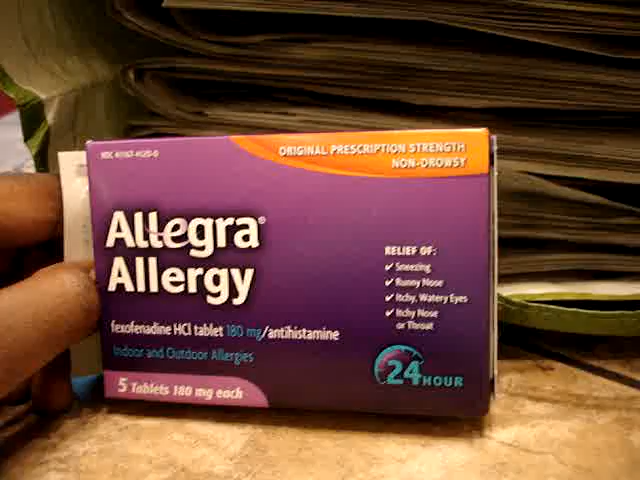 ORIGINAL PRESCRIPTION STRENGTH
NON-DROWSY
Allegra®
Allergy
RELIEF OF:
✔ Sneezing
✔ Runny Nose
✔ Itchy, Watery Eyes
✔ Itchy Nose
or Throat
fexofenadine HCl tablet 180 mg/antihistamine
Indoor and Outdoor Allergies
24 HOUR
5 Tablets 180 mg each